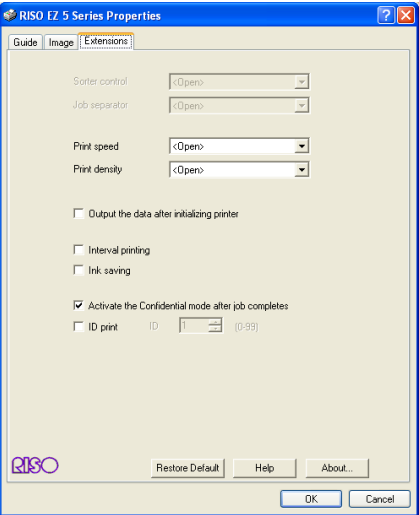 RISO EZ 5 Series Properties
Guide Image Extensions
Sorter control <Open>
Job separator <Open>
Print speed <Open>
Print density <Open>
Output the data after initializing printer
Interval printing
Ink saving
Activate the Confidential mode after job completes
ID print ID 1 (0-99)
RISO Restore Default Help About...
OK Cancel